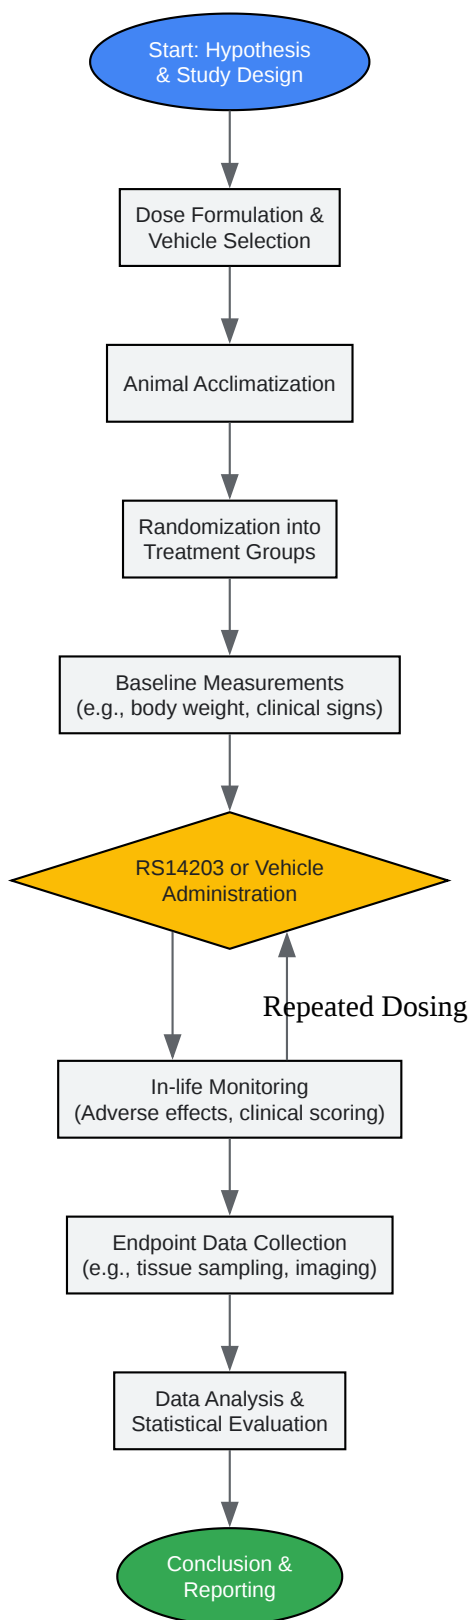 Start: Hypothesis
& Study Design
Dose Formulation &
Vehicle Selection
Animal Acclimatization
Randomization into
Treatment Groups
Baseline Measurements
(e.g., body weight, clinical signs)
RS14203 or Vehicle
Administration
Repeated Dosing
In-life Monitoring
(Adverse effects, clinical scoring)
Endpoint Data Collection
(e.g., tissue sampling, imaging)
Data Analysis &
Statistical Evaluation
Conclusion &
Reporting